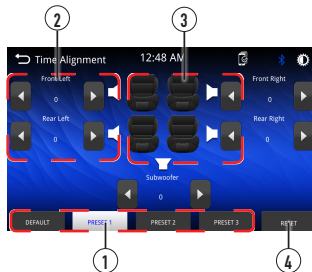 2
3
Time Alignment
12:48 AM
Front Left
Front Right
0
0
Rear Left
Rear Right
0
0
Subwoofer
0
DEFAULT
PRESET 1
PRESET 2
PRESET 3
RESET
1
4